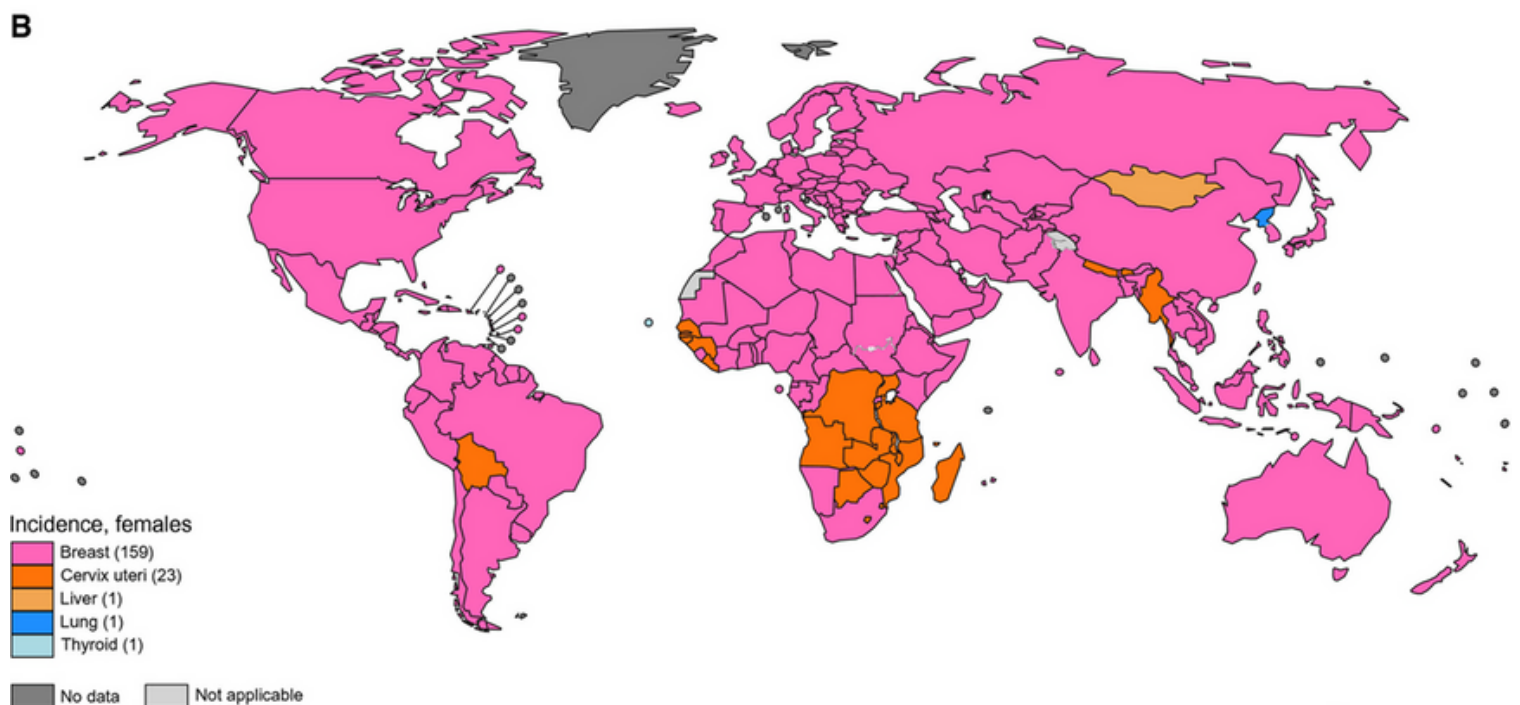 B
Incidence, females
Breast (159)
Cervix uteri (23)
Liver (1)
Lung (1)
Thyroid (1)
No data
Not applicable